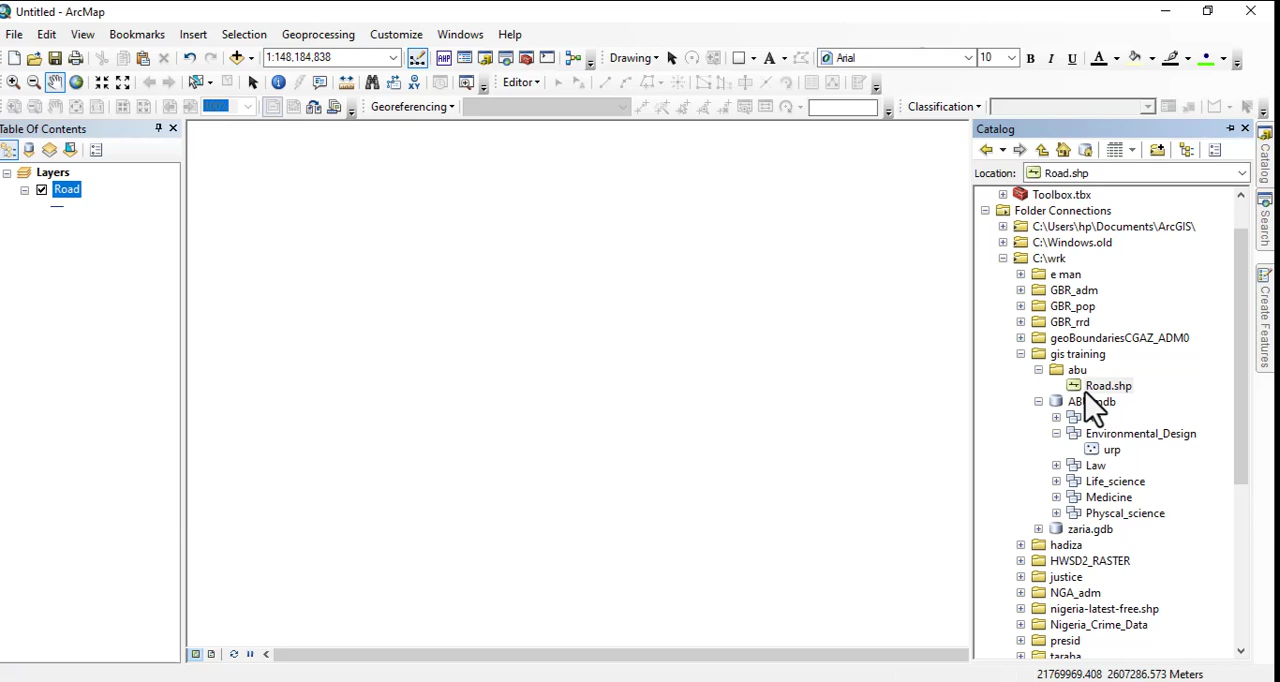 Untitled - ArcMap
File Edit View Bookmarks Insert Selection Geoprocessing Customize Windows Help
1:148,184,838 Drawing Arial 10 B I U A
Editor
Georeferencing Classification
Table Of Contents
Layers
Road
Catalog
Location: Road.shp
Toolbox.tbx
Folder Connections
C:\Users\hp\Documents\ArcGIS\
C:\Windows.old
C:\wrk
e man
GBR_adm
GBR_pop
GBR_rrd
geoBoundariesCGAZ_ADM0
gis training
abu
Road.shp
Environmental_Design
urp
Law
Life_science
Medicine
Physcal_science
zaria.gdb
hadiza
HWSD2_RASTER
justice
NGA_adm
nigeria-latest-free.shp
Nigeria_Crime_Data
presid
taraba
Catalog
Search
Create Features
21769969.408 2607286.573 Meters